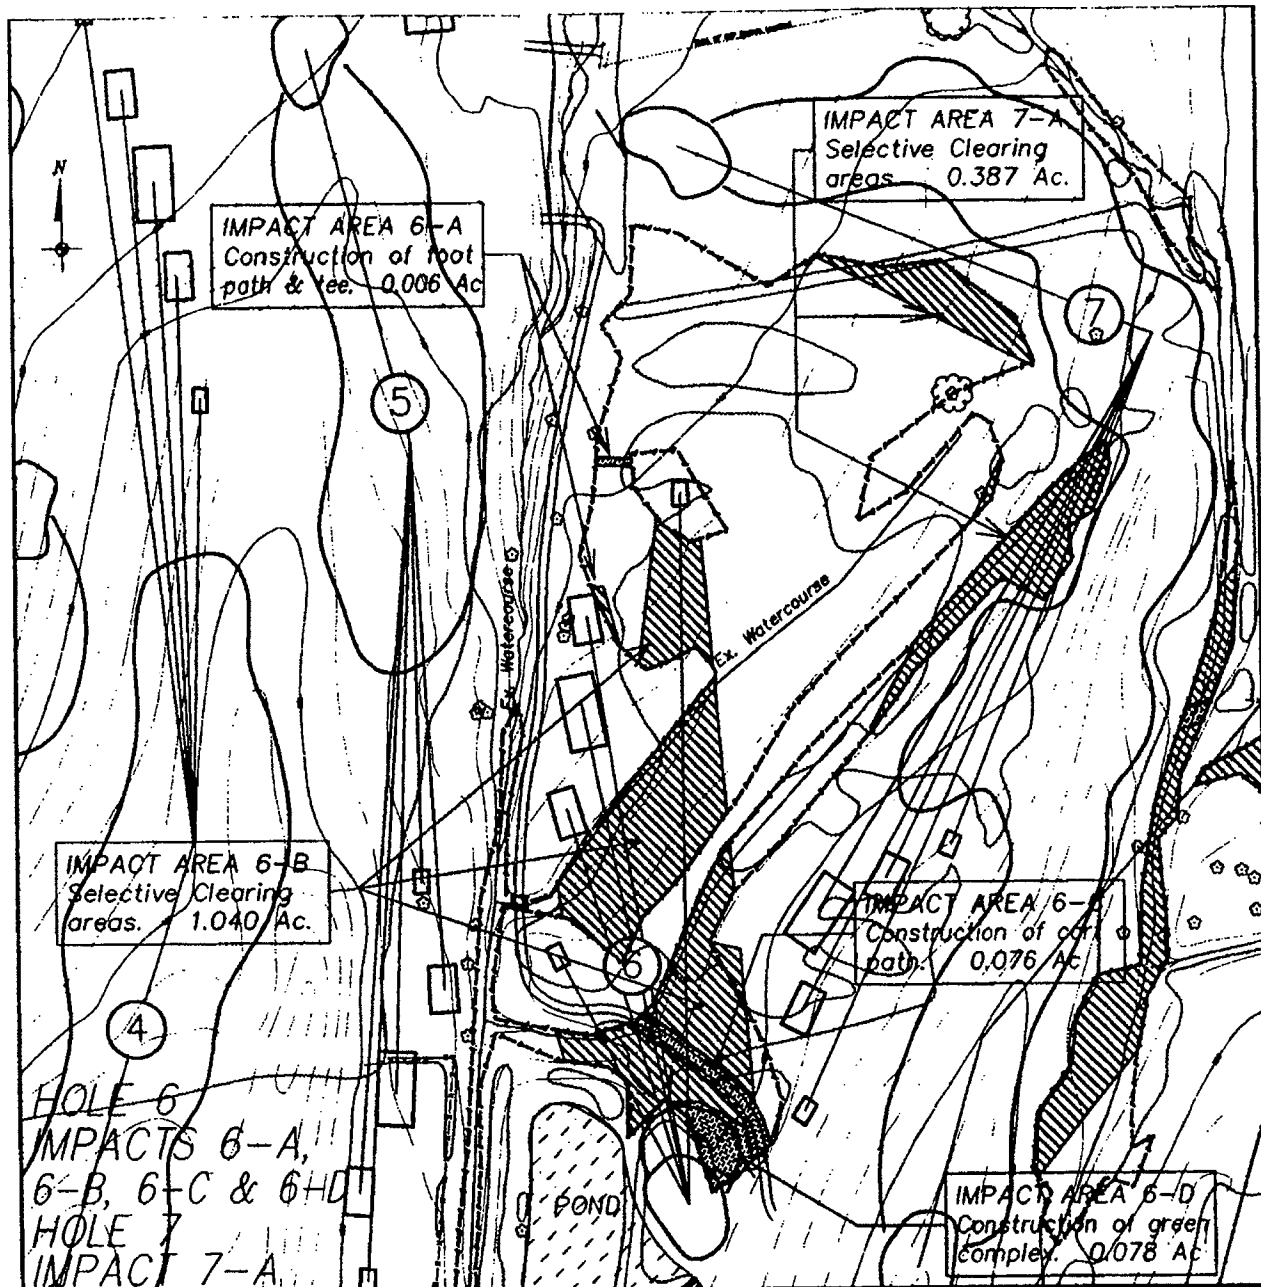 N
IMPACT AREA 7-A
Selective Clearing
areas. 0.387 Ac.
IMPACT AREA 6-A
Construction of foot
path & tee. 0.006 Ac
7
5
Ex. Watercourse
Ex. Watercourse
IMPACT AREA 6-B
Selective Clearing
areas. 1.040 Ac.
IMPACT AREA 6-C
Construction of cart
path. 0.076 Ac
6
4
HOLE 6
IMPACTS 6-A,
6-B, 6-C & 6-D
HOLE 7
IMPACT 7-A
POND
IMPACT AREA 6-D
Construction of green
complex. 0.078 Ac